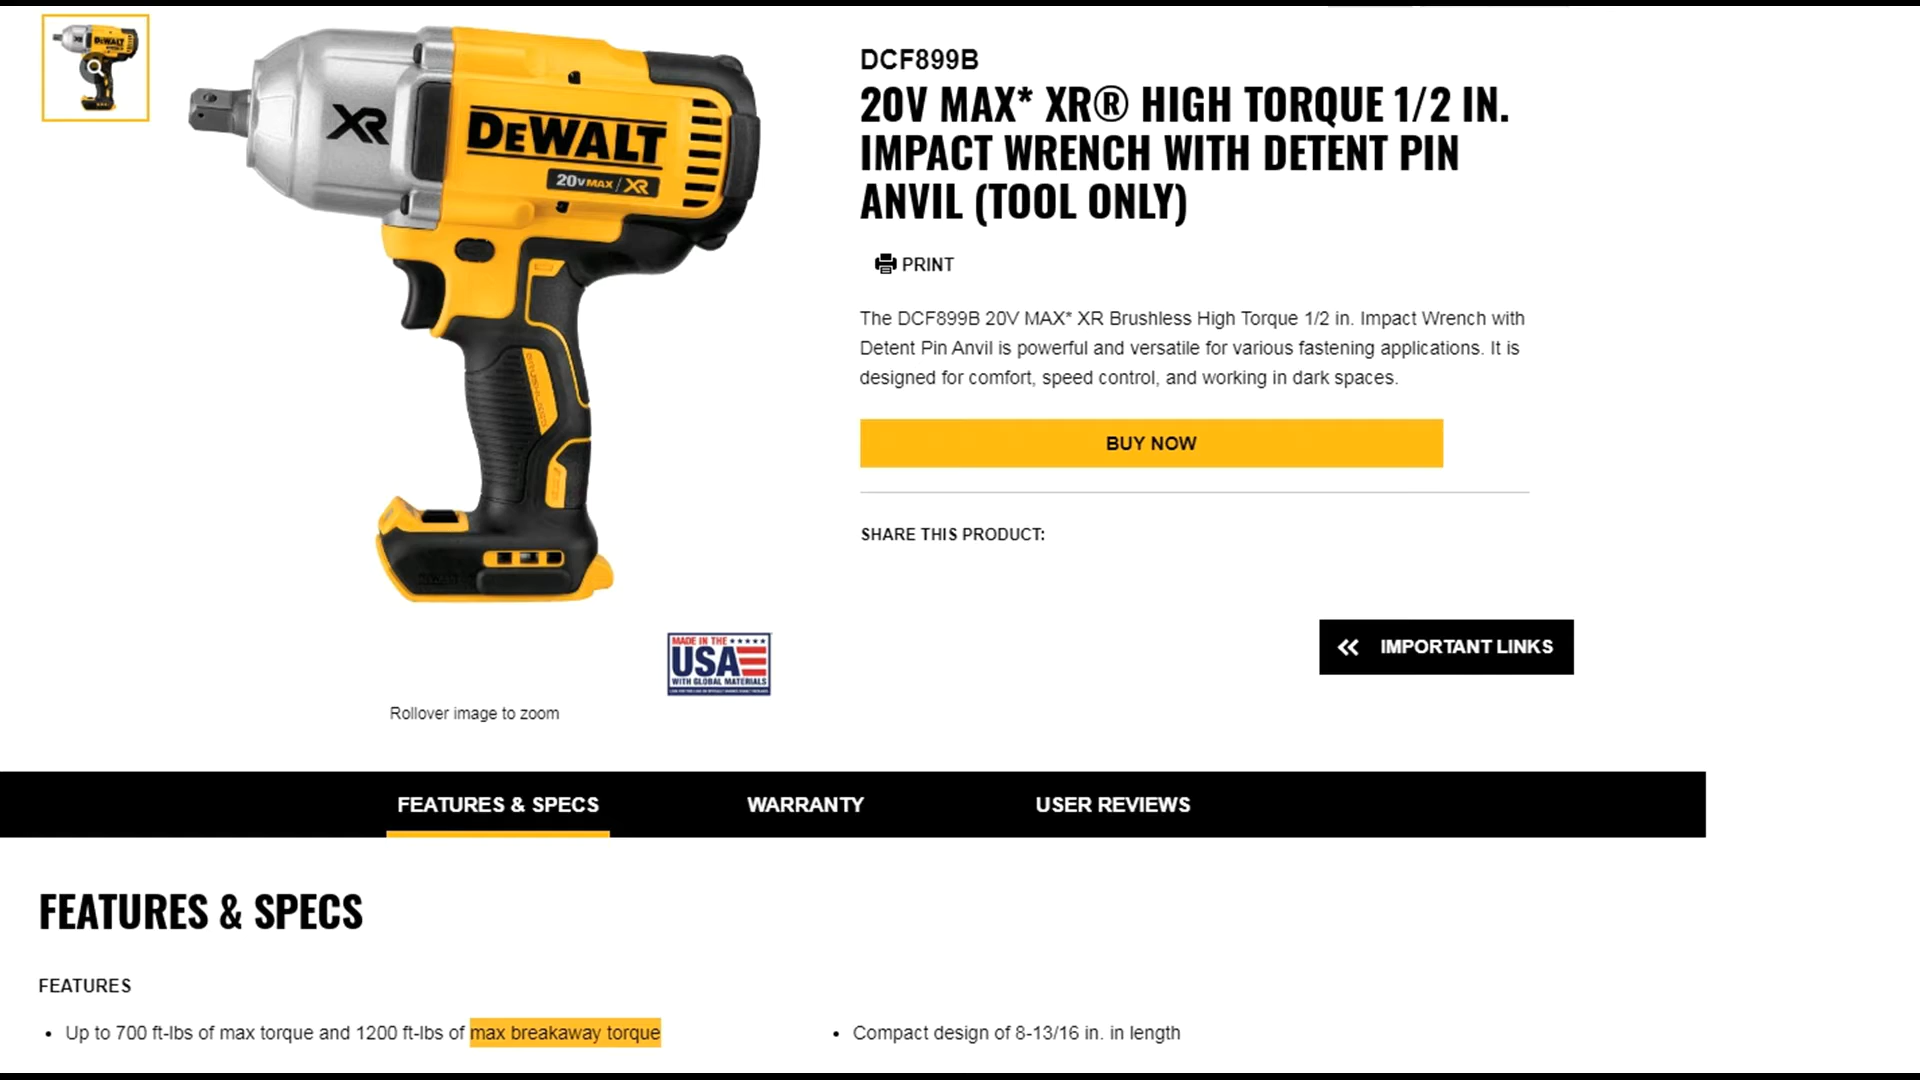 XR
DEWALT
20V MAX / XR
DCF899B
20V MAX* XR® HIGH TORQUE 1/2 IN.
IMPACT WRENCH WITH DETENT PIN
ANVIL (TOOL ONLY)
PRINT
The DCF899B 20V MAX* XR Brushless High Torque 1/2 in. Impact Wrench with
Detent Pin Anvil is powerful and versatile for various fastening applications. It is
designed for comfort, speed control, and working in dark spaces.
BUY NOW
SHARE THIS PRODUCT:
MADE IN THE
USA
WITH GLOBAL MATERIALS
IMPORTANT LINKS
Rollover image to zoom
FEATURES & SPECS
WARRANTY
USER REVIEWS
FEATURES & SPECS
FEATURES
• Up to 700 ft-lbs of max torque and 1200 ft-lbs of max breakaway torque
• Compact design of 8-13/16 in. in length